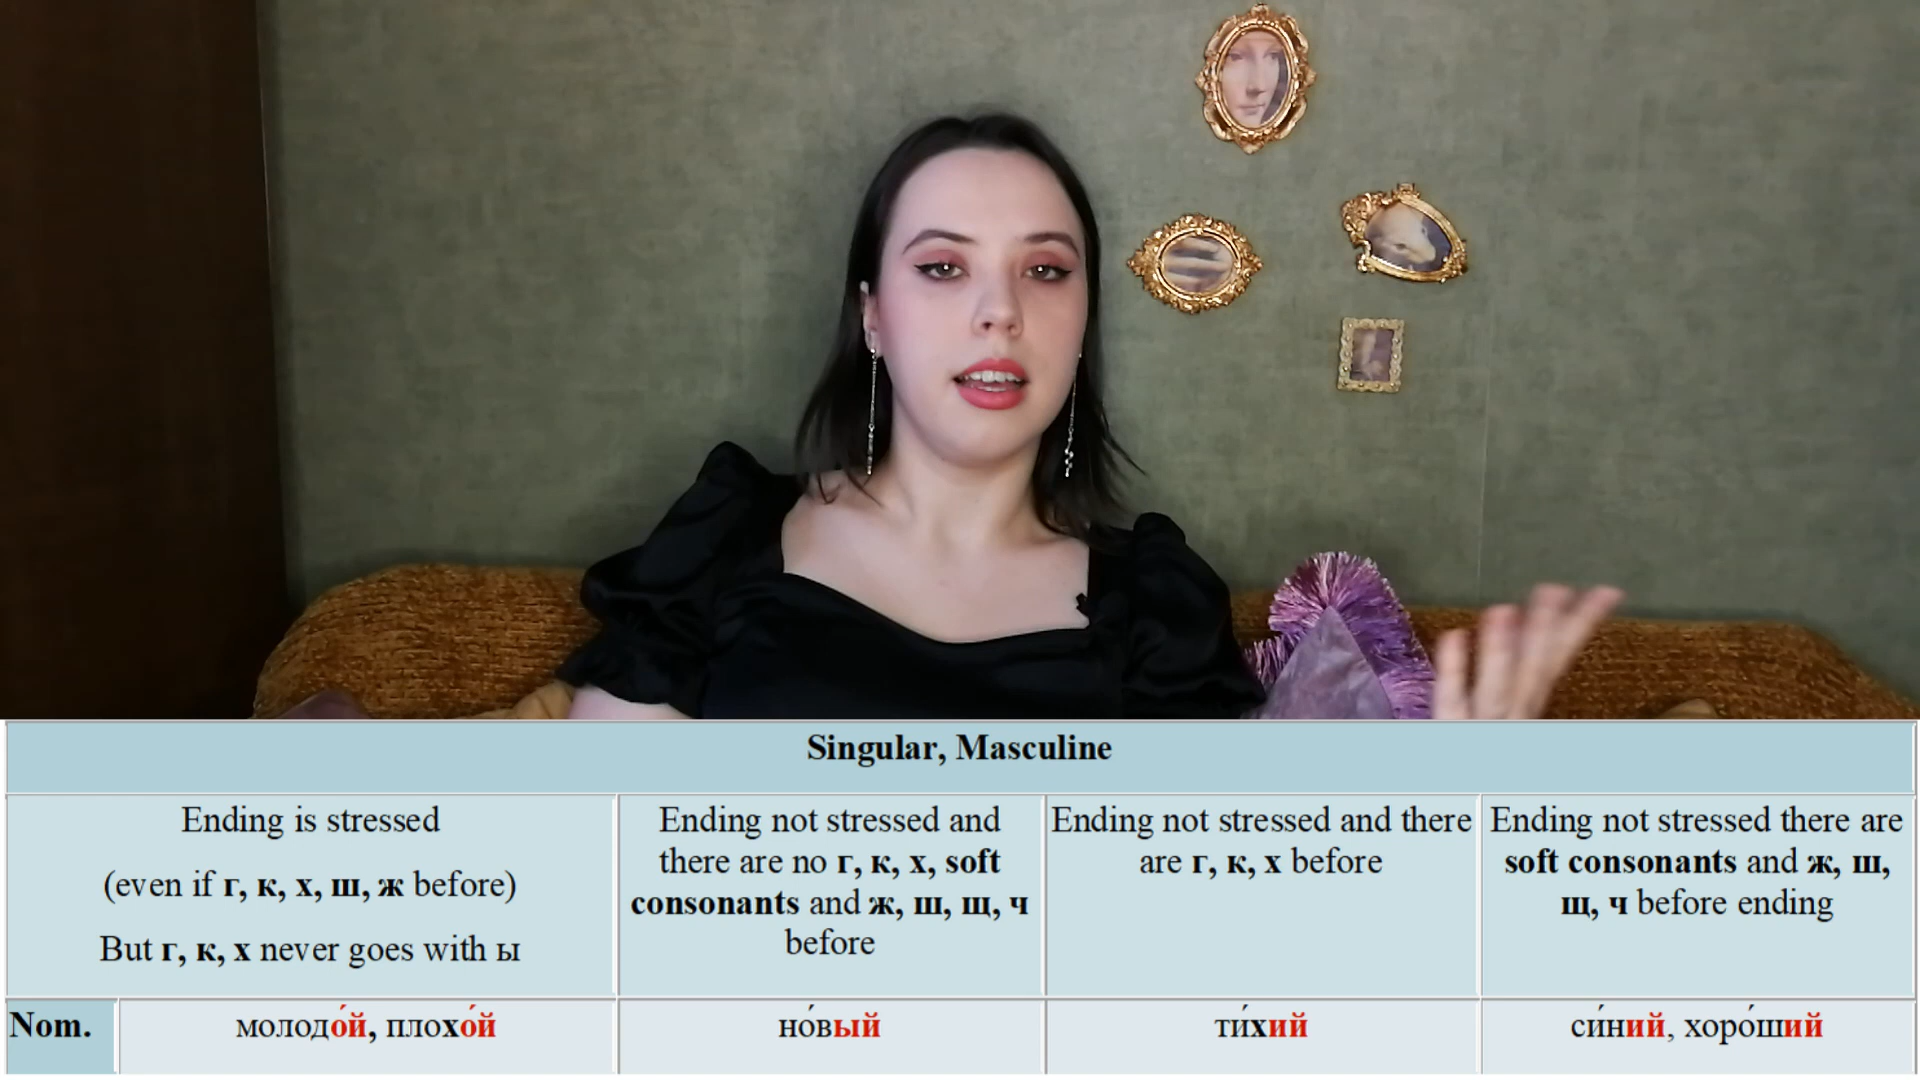 Singular, Masculine
Ending is stressed
(even if г, к, х, ш, ж before)
But г, к, х never goes with ы
Ending not stressed and
there are no г, к, х, soft
consonants and ж, ш, щ, ч
before
Ending not stressed and there
are г, к, х before
Ending not stressed there are
soft consonants and ж, ш,
щ, ч before ending
Nom.
молодо́й, плохо́й
но́вый
ти́хий
си́ний, хоро́ший